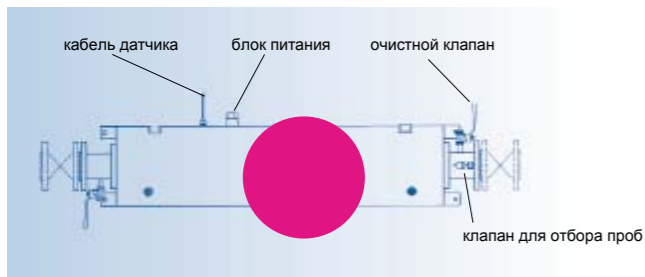 кабель датчика
блок питания
очистной клапан
клапан для отбора проб